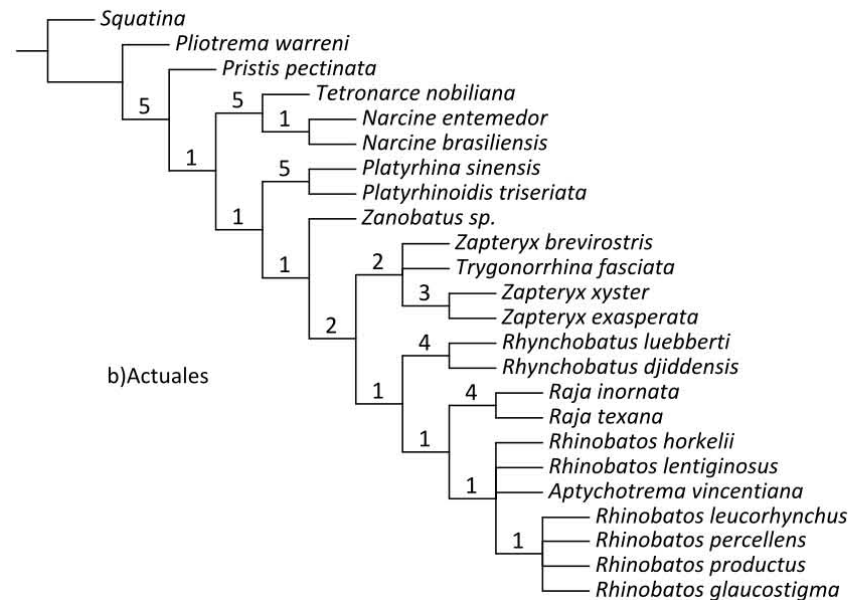 Squatina
Pliotrema warreni
Pristis pectinata
5
5
Tetronarce nobiliana
1
Narcine entemedor
Narcine brasiliensis
1
5
Platyrhina sinensis
Platyrhinoidis triseriata
1
Zanobatus sp.
1
2
Zapteryx brevirostris
Trygonorrhina fasciata
3
Zapteryx xyster
Zapteryx exasperata
2
4
Rhynchobatus luebberti
Rhynchobatus djiddensis
b)Actuales
1
4
Raja inornata
Raja texana
1
Rhinobatos horkelii
Rhinobatos lentiginosus
1
Aptychotrema vincentiana
Rhinobatos leucorhynchus
1
Rhinobatos percellens
Rhinobatos productus
Rhinobatos glaucostigma